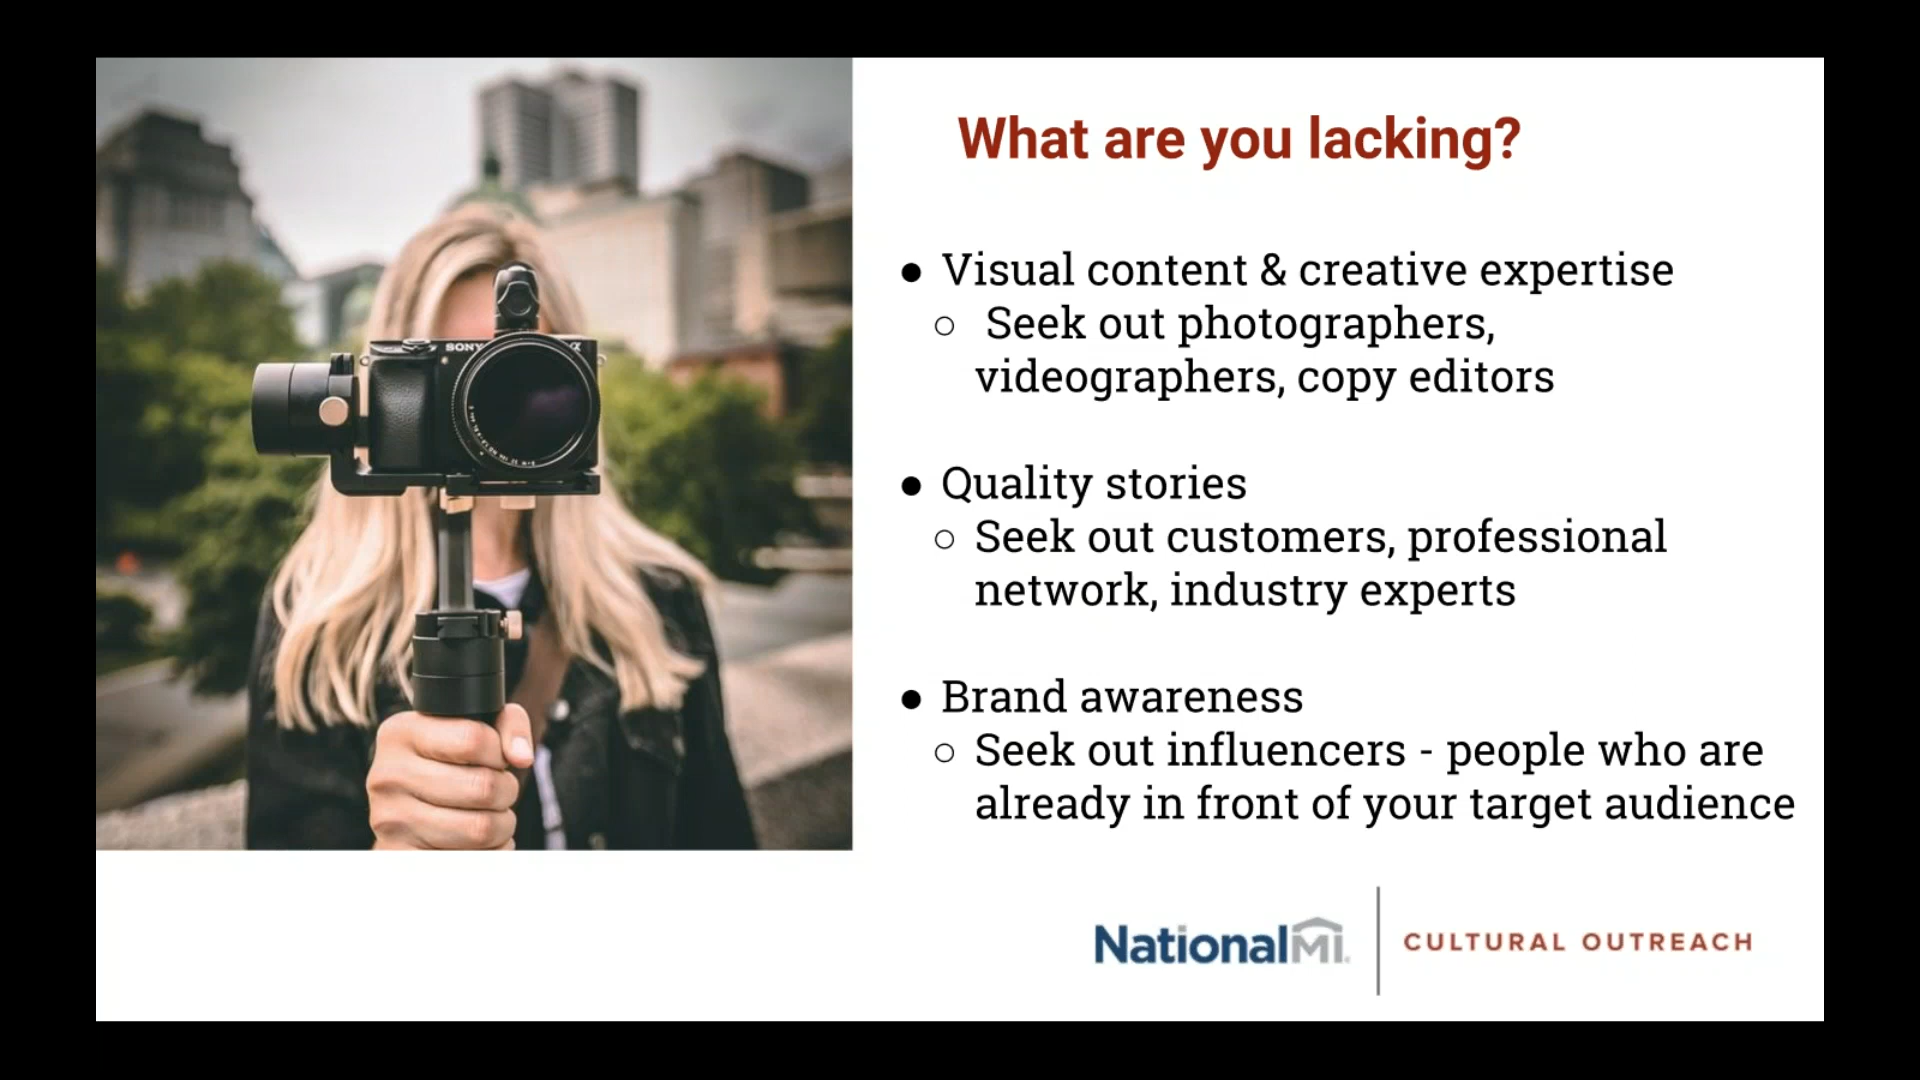 What are you lacking?
● Visual content & creative expertise
○ Seek out photographers,
videographers, copy editors
● Quality stories
○ Seek out customers, professional
network, industry experts
● Brand awareness
○ Seek out influencers - people who are
already in front of your target audience
SONY α
NationalMI.
CULTURAL OUTREACH